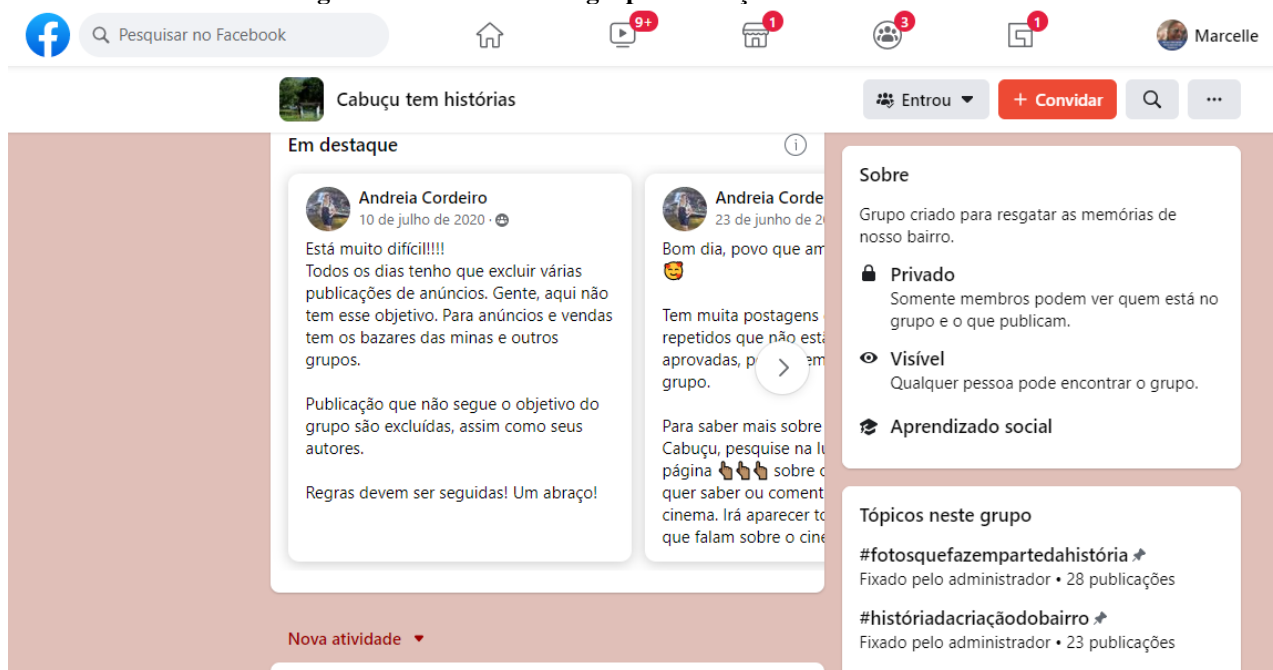 Pesquisar no Facebook
9+
1
3
1
Marcelle
Cabuçu tem histórias
Entrou
+ Convidar
Em destaque
Andreia Cordeiro
10 de julho de 2020 ·
Está muito difícil!!!!
Todos os dias tenho que excluir várias
publicações de anúncios. Gente, aqui não
tem esse objetivo. Para anúncios e vendas
tem os bazares das minas e outros
grupos.
Publicação que não segue o objetivo do
grupo são excluídas, assim como seus
autores.
Regras devem ser seguidas! Um abraço!
Andreia Corde
23 de junho de 2
Bom dia, povo que am
Tem muita postagens
repetidos que não est
aprovadas, p
grupo.
Para saber mais sobre
Cabuçu, pesquise na l
página 👆🏾👆🏾👆🏾 sobre
quer saber ou coment
cinema. Irá aparecer t
que falam sobre o cin
Nova atividade
Sobre
Grupo criado para resgatar as memórias de
nosso bairro.
Privado
Somente membros podem ver quem está no
grupo e o que publicam.
Visível
Qualquer pessoa pode encontrar o grupo.
Aprendizado social
Tópicos neste grupo
#fotosquefazempartedahistória
Fixado pelo administrador • 28 publicações
#históriadacriaçãodobairro
Fixado pelo administrador • 23 publicações